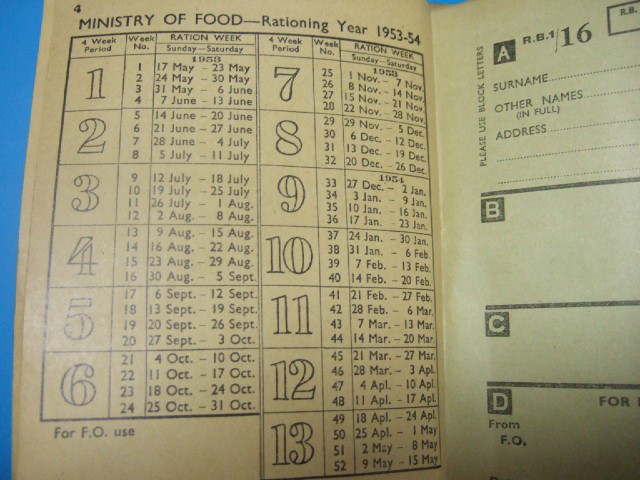 4
MINISTRY OF FOOD—Rationing Year 1953-54
4 Week Period Week No. RATION WEEK Sunday—Saturday
1953
1
1 17 May – 23 May
2 24 May – 30 May
3 31 May – 6 June
4 7 June – 13 June
2
5 14 June – 20 June
6 21 June – 27 June
7 28 June – 4 July
8 5 July – 11 July
3
9 12 July – 18 July
10 19 July – 25 July
11 26 July – 1 Aug.
12 2 Aug. – 8 Aug.
4
13 9 Aug. – 15 Aug.
14 16 Aug. – 22 Aug.
15 23 Aug. – 29 Aug.
16 30 Aug. – 5 Sept.
5
17 6 Sept. – 12 Sept.
18 13 Sept. – 19 Sept.
19 20 Sept. – 26 Sept.
20 27 Sept. – 3 Oct.
6
21 4 Oct. – 10 Oct.
22 11 Oct. – 17 Oct.
23 18 Oct. – 24 Oct.
24 25 Oct. – 31 Oct.
For F.O. use
4 Week Period Week No. RATION WEEK Sunday—Saturday
1953
7
25 1 Nov. – 7 Nov.
26 8 Nov. – 14 Nov.
27 15 Nov. – 21 Nov.
28 22 Nov. – 28 Nov.
8
29 29 Nov. – 5 Dec.
30 6 Dec. – 12 Dec.
31 13 Dec. – 19 Dec.
32 20 Dec. – 26 Dec.
1954
9
33 27 Dec. – 2 Jan.
34 3 Jan. – 9 Jan.
35 10 Jan. – 16 Jan.
36 17 Jan. – 23 Jan.
10
37 24 Jan. – 30 Jan.
38 31 Jan. – 6 Feb.
39 7 Feb. – 13 Feb.
40 14 Feb. – 20 Feb.
11
41 21 Feb. – 27 Feb.
42 28 Feb. – 6 Mar.
43 7 Mar. – 13 Mar.
44 14 Mar. – 20 Mar.
12
45 21 Mar. – 27 Mar.
46 28 Mar. – 3 Apl.
47 4 Apl. – 10 Apl.
48 11 Apl. – 17 Apl.
13
49 18 Apl. – 24 Apl.
50 25 Apl. – 1 May
51 2 May – 8 May
52 9 May – 15 May
PLEASE USE BLOCK LETTERS
A R.B.1/16
R.B.
SURNAME
OTHER NAMES
(IN FULL)
ADDRESS
B
C
D FOR
From
F.O.